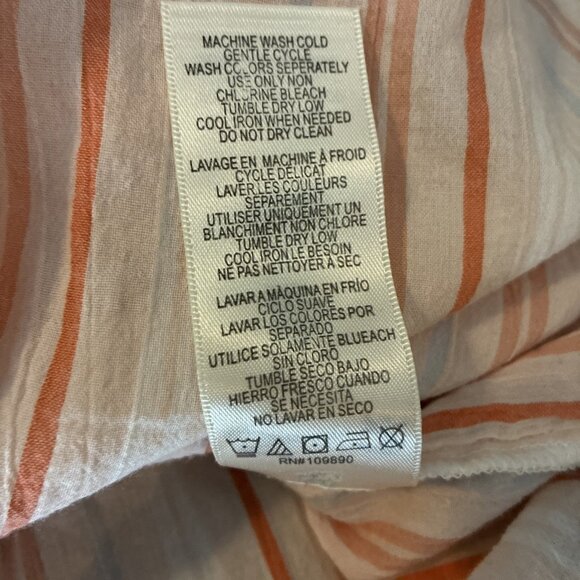 MACHINE WASH COLD
GENTLE CYCLE
WASH COLORS SEPERATELY
USE ONLY NON
CHLORINE BLEACH
TUMBLE DRY LOW
COOL IRON WHEN NEEDED
DO NOT DRY CLEAN
LAVAGE EN MACHINE À FROID
CYCLE DÉLICAT
LAVER LES COULEURS
SÉPARÉMENT
UTILISER UNIQUEMENT UN
BLANCHIMENT NON CHLORE
TUMBLE DRY LOW
COOL IRON LE BESOIN
NE PAS NETTOYER À SEC
LAVAR A MÁQUINA EN FRÍO
CICLO SUAVE
LAVAR LOS COLORES POR
SEPARADO
UTILICE SOLAMENTE BLUEACH
SIN CLORO
TUMBLE SECO BAJO
HIERRO FRESCO CUANDO
SE NECESITA
NO LAVAR EN SECO
RN#109890